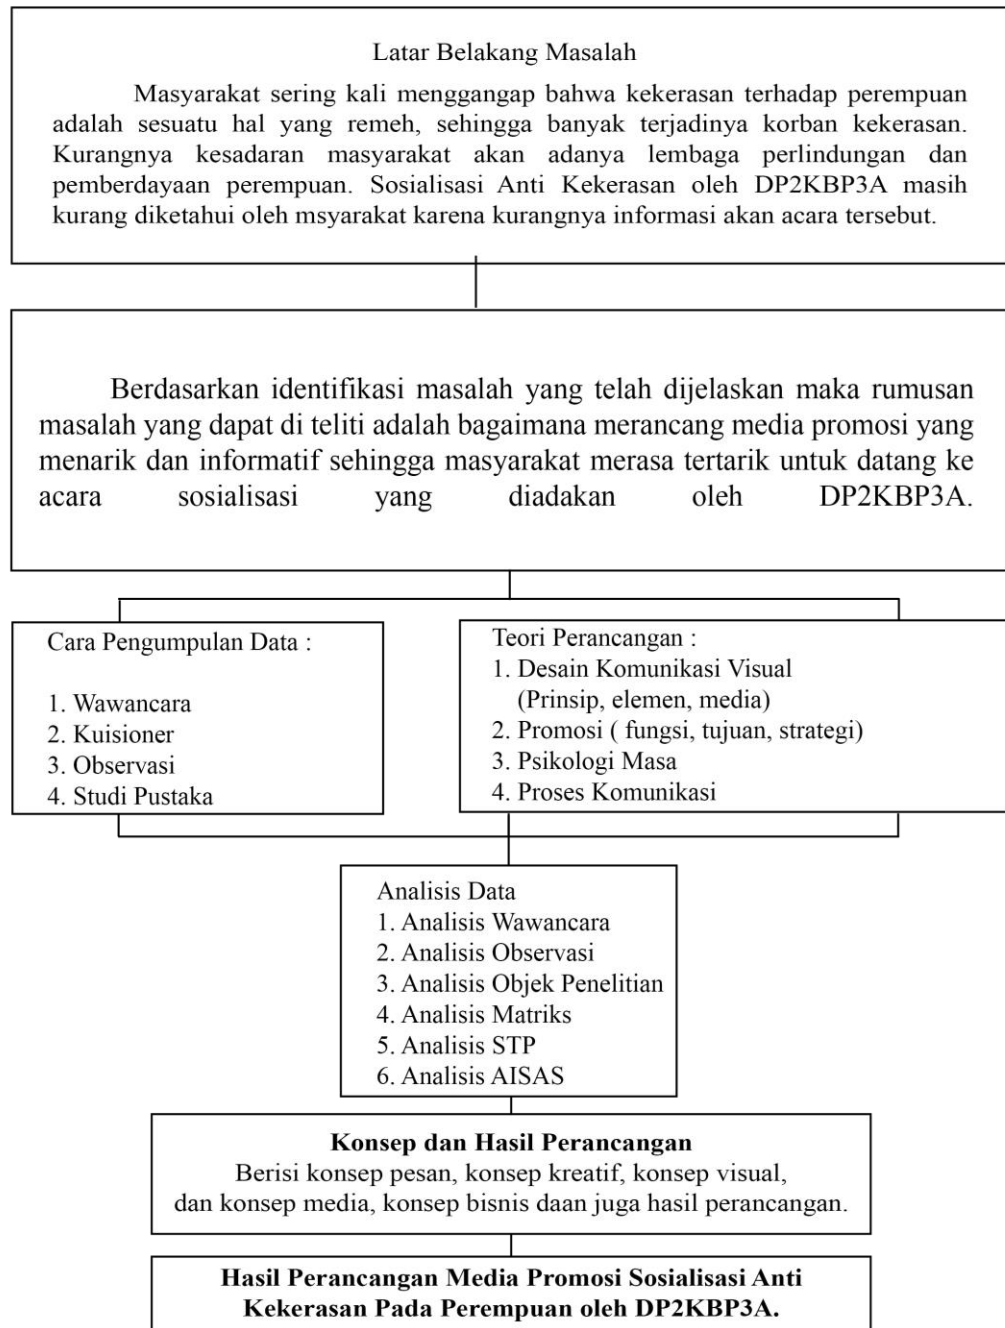 Latar Belakang Masalah
Masyarakat sering kali menggangap bahwa kekerasan terhadap perempuan
adalah sesuatu hal yang remeh, sehingga banyak terjadinya korban kekerasan.
Kurangnya kesadaran masyarakat akan adanya lembaga perlindungan dan
pemberdayaan perempuan. Sosialisasi Anti Kekerasan oleh DP2KBP3A masih
kurang diketahui oleh msyarakat karena kurangnya informasi akan acara tersebut.
Berdasarkan identifikasi masalah yang telah dijelaskan maka rumusan
masalah yang dapat di teliti adalah bagaimana merancang media promosi yang
menarik dan informatif sehingga masyarakat merasa tertarik untuk datang ke
acara sosialisasi yang diadakan oleh DP2KBP3A.
Cara Pengumpulan Data :
1. Wawancara
2. Kuisioner
3. Observasi
4. Studi Pustaka
Teori Perancangan :
1. Desain Komunikasi Visual
(Prinsip, elemen, media)
2. Promosi ( fungsi, tujuan, strategi)
3. Psikologi Masa
4. Proses Komunikasi
Analisis Data
1. Analisis Wawancara
2. Analisis Observasi
3. Analisis Objek Penelitian
4. Analisis Matriks
5. Analisis STP
6. Analisis AISAS
Konsep dan Hasil Perancangan
Berisi konsep pesan, konsep kreatif, konsep visual,
dan konsep media, konsep bisnis daan juga hasil perancangan.
Hasil Perancangan Media Promosi Sosialisasi Anti
Kekerasan Pada Perempuan oleh DP2KBP3A.